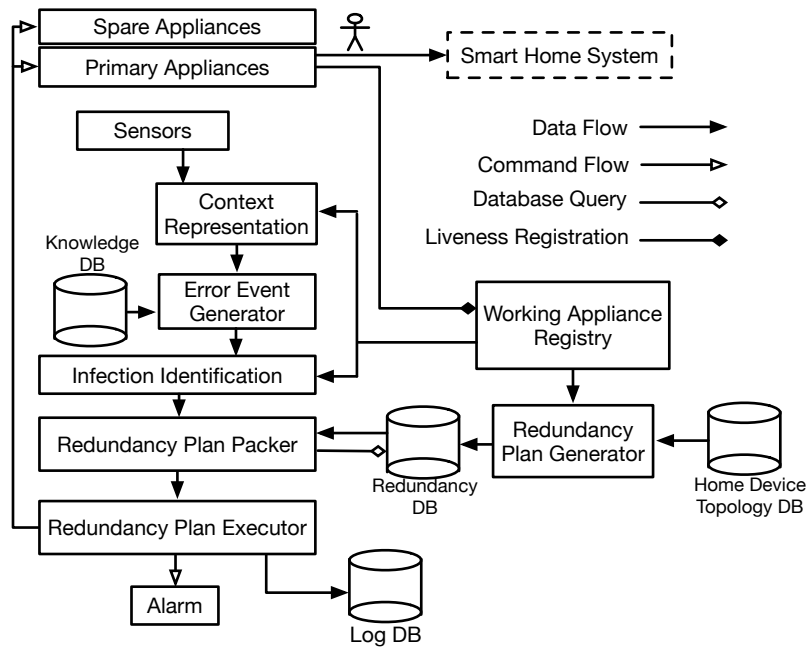 Spare Appliances
Primary Appliances
Smart Home System
Sensors
Data Flow
Command Flow
Database Query
Liveness Registration
Context
Representation
Knowledge
DB
Error Event
Generator
Working Appliance
Registry
Infection Identification
Redundancy Plan Packer
Redundancy
DB
Redundancy
Plan Generator
Home Device
Topology DB
Redundancy Plan Executor
Alarm
Log DB